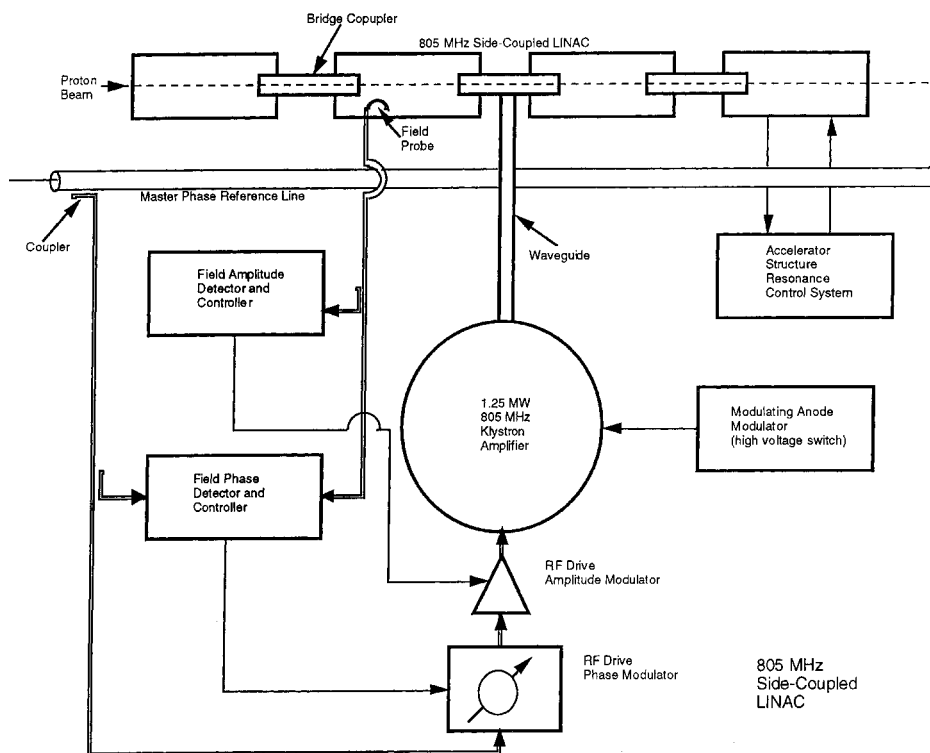 Bridge Copupler
805 MHz Side-Coupled LINAC
Proton
Beam
Field
Probe
Master Phase Reference Line
Coupler
Waveguide
Accelerator
Structure
Resonance
Control System
Field Amplitude
Detector and
Controller
1.25 MW
805 MHz
Klystron
Amplifier
Modulating Anode
Modulator
(high voltage switch)
Field Phase
Detector and
Controller
RF Drive
Amplitude Modulator
RF Drive
Phase Modulator
805 MHz
Side-Coupled
LINAC